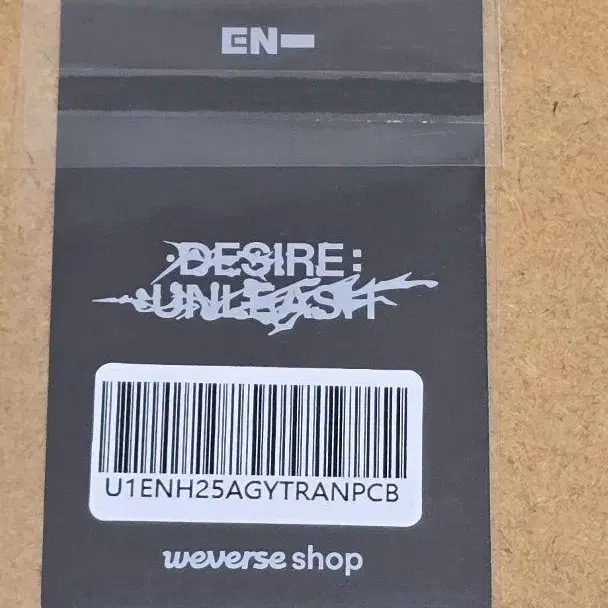 EN-
DESIRE:
UNLEASH
U1ENH25AGYTRANPCB
weverse shop